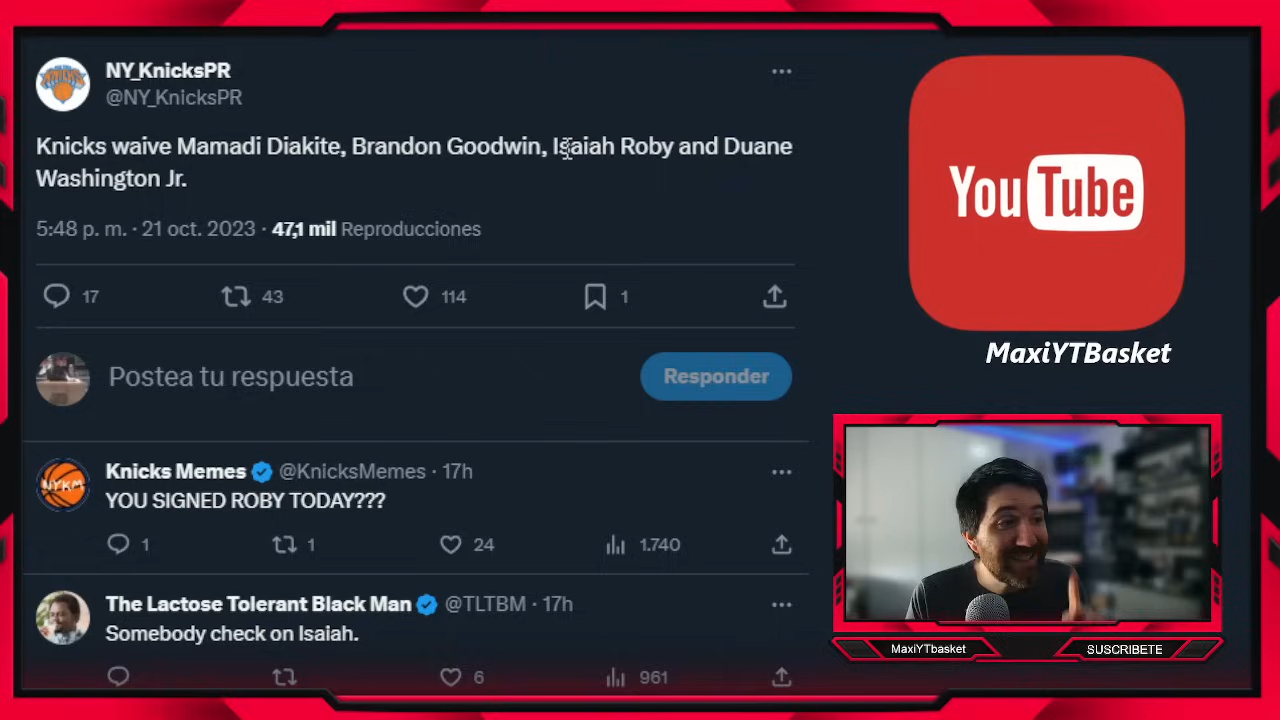 NY_KnicksPR
@NY_KnicksPR
Knicks waive Mamadi Diakite, Brandon Goodwin, Isaiah Roby and Duane
Washington Jr.
5:48 p. m. · 21 oct. 2023 · 47,1 mil Reproducciones
17 43 114 1
Postea tu respuesta
Responder
Knicks Memes @KnicksMemes · 17h
YOU SIGNED ROBY TODAY???
1 1 24 1.740
The Lactose Tolerant Black Man @TLTBM · 17h
Somebody check on Isaiah.
6 961
YouTube
MaxiYTBasket
NYKM
MaxiYTbasket
SUSCRIBETE